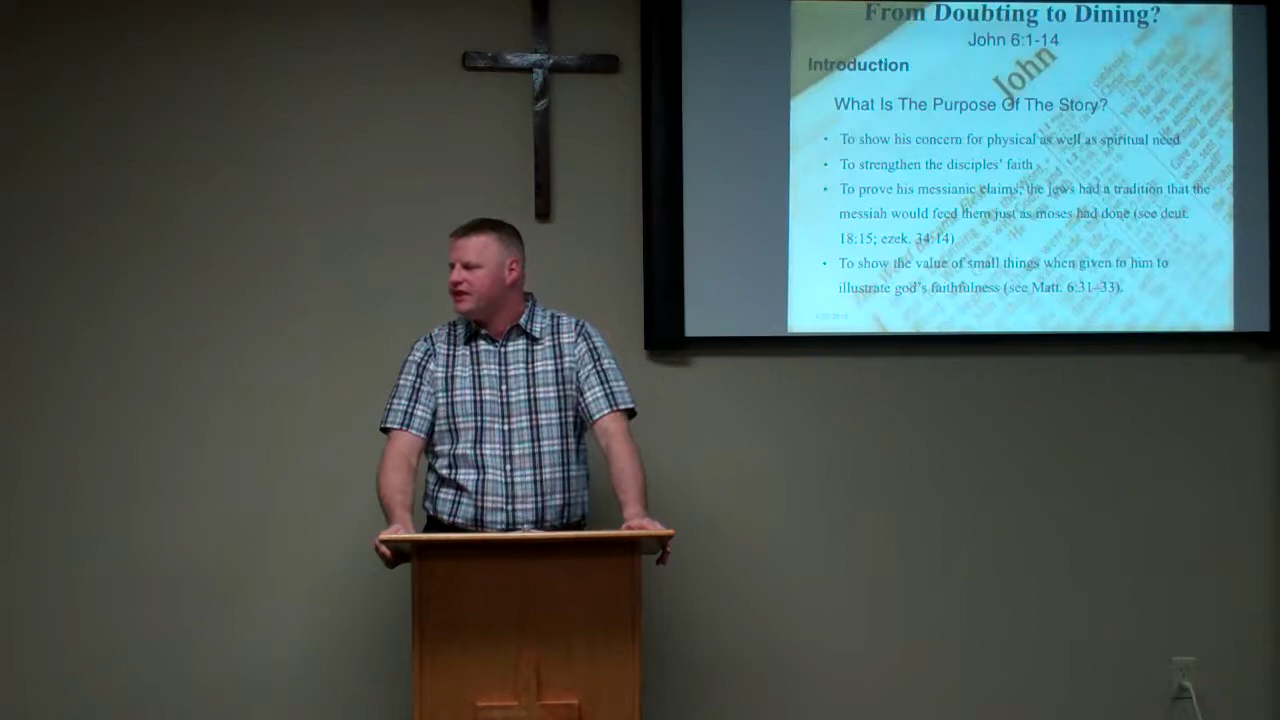 From Doubting to Dining?
John 6:1-14
Introduction
John
What Is The Purpose Of The Story?
• To show his concern for physical as well as spiritual need
• To strengthen the disciples' faith
• To prove his messianic claims; the jews had a tradition that the
messiah would feed them just as moses had done (see deut.
18:15; ezek. 34:14)
• To show the value of small things when given to him to
illustrate god's faithfulness (see Matt. 6:31–33).